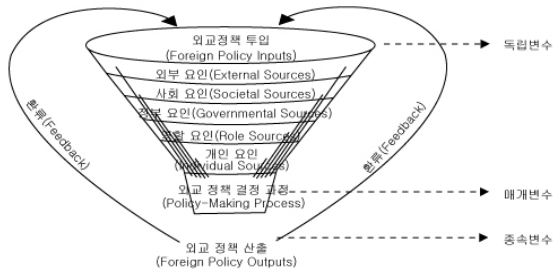 외교정책 투입
(Foreign Policy Inputs)
독립변수
외부 요인(External Sources)
사회 요인(Societal Sources)
정부 요인(Governmental Sources)
역할 요인(Role Sources)
개인 요인
(Individual Sources)
환류(Feedback)
환류(Feedback)
외교 정책 결정 과정
(Policy-Making Process)
매개변수
외교 정책 산출
(Foreign Policy Outputs)
종속변수